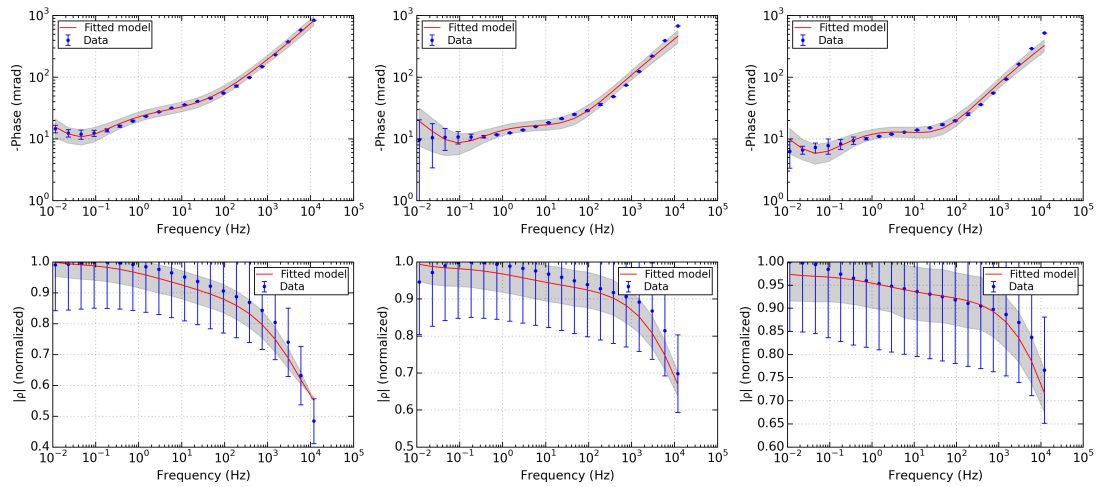 10³
10²
10¹
10⁰
-Phase (mrad)
Fitted model
Data
10⁻² 10⁻¹ 10⁰ 10¹ 10² 10³ 10⁴ 10⁵
Frequency (Hz)
10³
10²
10¹
10⁰
-Phase (mrad)
Fitted model
Data
10⁻² 10⁻¹ 10⁰ 10¹ 10² 10³ 10⁴ 10⁵
Frequency (Hz)
10³
10²
10¹
10⁰
-Phase (mrad)
Fitted model
Data
10⁻² 10⁻¹ 10⁰ 10¹ 10² 10³ 10⁴ 10⁵
Frequency (Hz)
1.0
0.9
0.8
0.7
0.6
0.5
0.4
|ρ| (normalized)
Fitted model
Data
10⁻² 10⁻¹ 10⁰ 10¹ 10² 10³ 10⁴ 10⁵
Frequency (Hz)
1.0
0.9
0.8
0.7
0.6
0.5
|ρ| (normalized)
Fitted model
Data
10⁻² 10⁻¹ 10⁰ 10¹ 10² 10³ 10⁴ 10⁵
Frequency (Hz)
1.00
0.95
0.90
0.85
0.80
0.75
0.70
0.65
0.60
|ρ| (normalized)
Fitted model
Data
10⁻² 10⁻¹ 10⁰ 10¹ 10² 10³ 10⁴ 10⁵
Frequency (Hz)